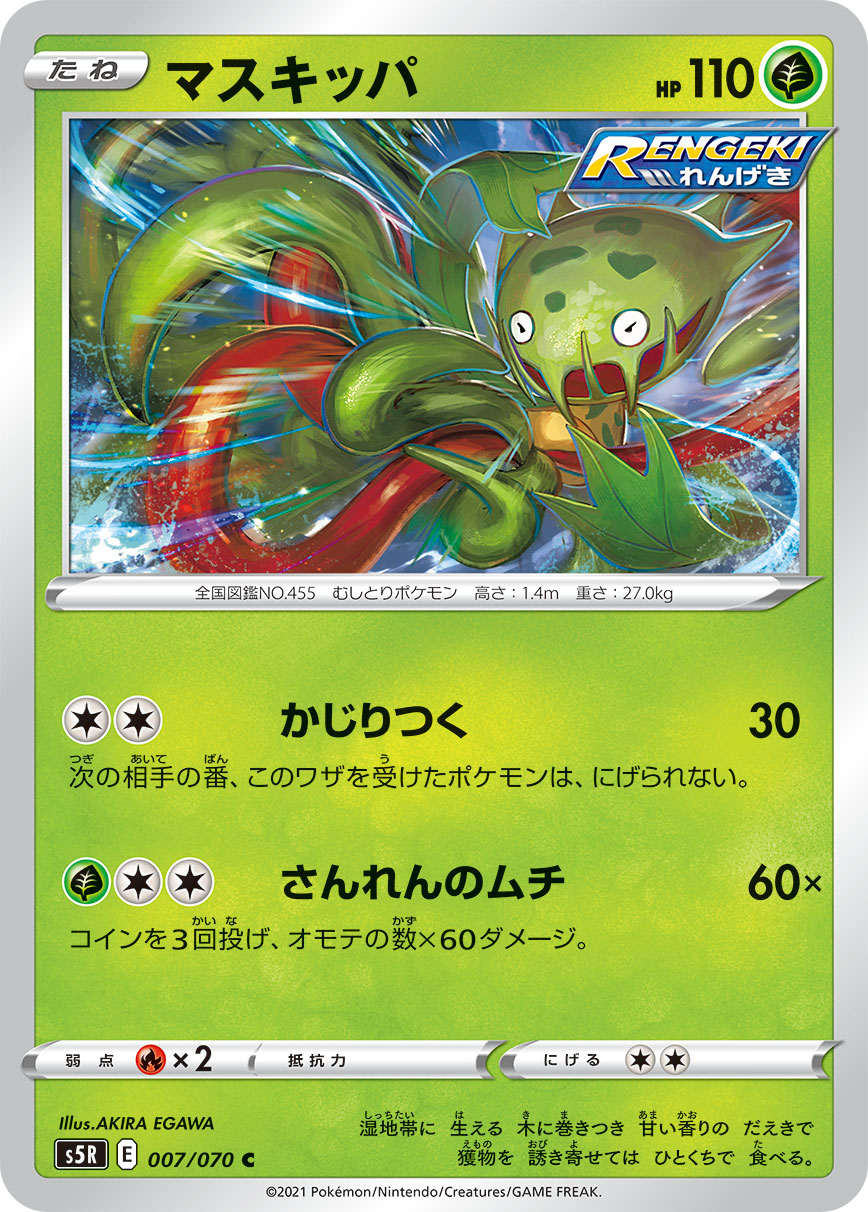 たね マスキッパ HP 110
RENGEKI
れんげき
全国図鑑NO.455 むしとりポケモン 高さ：1.4m 重さ：27.0kg
かじりつく 30
次の相手の番、このワザを受けたポケモンは、にげられない。
さんれんのムチ 60×
コインを3回投げ、オモテの数×60ダメージ。
弱点 ×2 抵抗力 にげる
Illus.AKIRA EGAWA
湿地帯に 生える 木に巻きつき 甘い香りの だえきで
獲物を 誘き寄せては ひとくちで 食べる。
s5R E 007/070 C
©2021 Pokémon/Nintendo/Creatures/GAME FREAK.